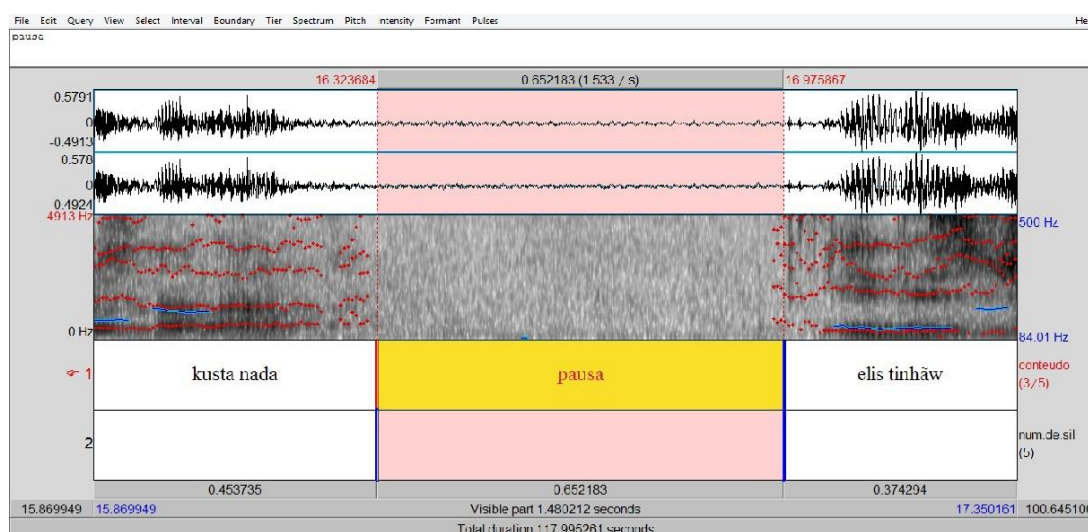 File Edit Query View Select Interval Boundary Tier Spectrum Pitch Intensity Formant Pulses He
pausa
16.323684 0.652183 (1.533 / s) 16.975867
0.5791
0
-0.4913
0.578
0
0.4924
4913 Hz 500 Hz
0 Hz 84.01 Hz
1 kusta nada pausa elis tinhãw conteudo
(3/5)
2 num.de.sil
(5)
0.453735 0.652183 0.374294
15.869949 15.869949 Visible part 1.480212 seconds 17.350161 100.645100
Total duration 117.995261 seconds